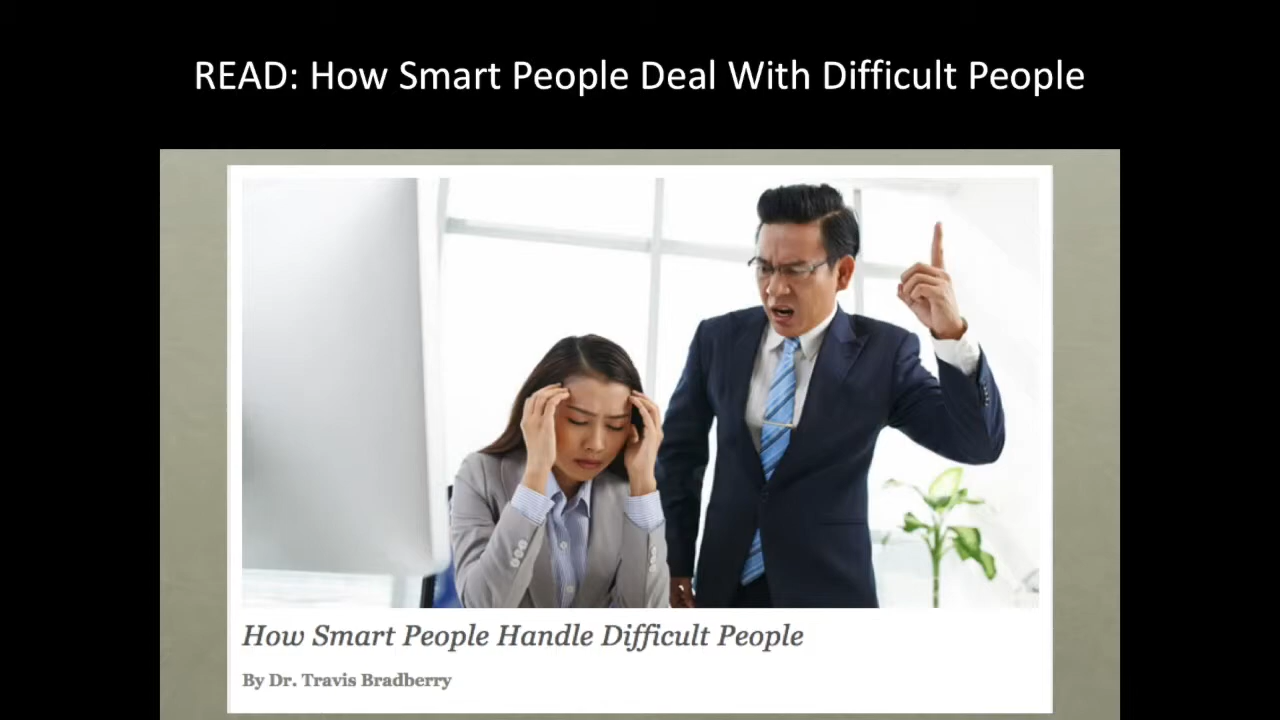 READ: How Smart People Deal With Difficult People
How Smart People Handle Difficult People
By Dr. Travis Bradberry